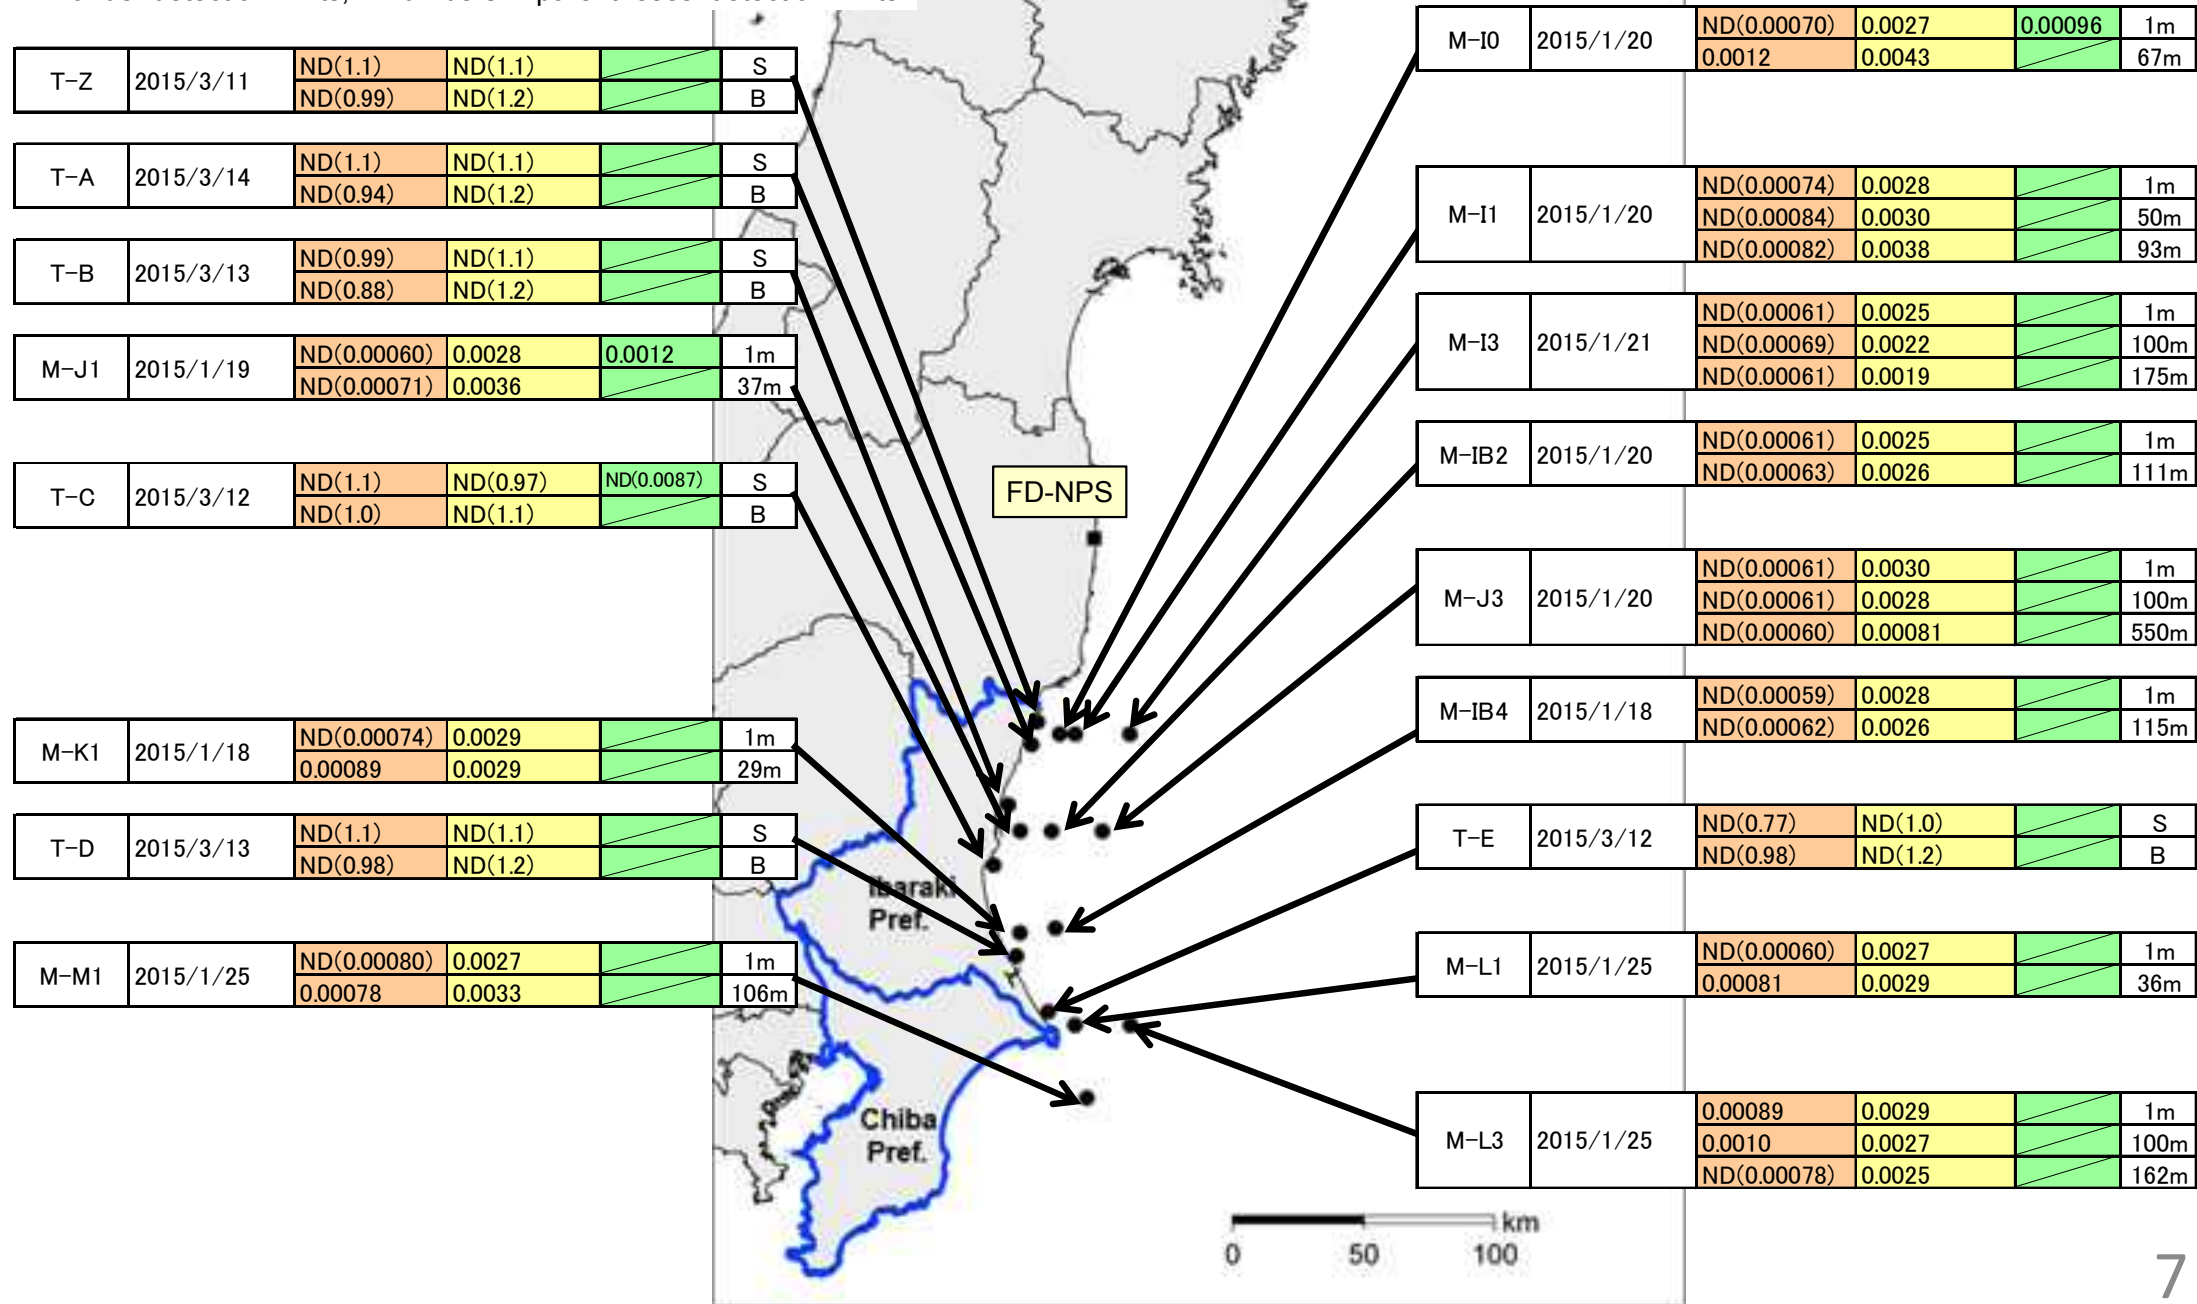 T-Z 2015/3/11 ND(1.1) ND(1.1) S
ND(0.99) ND(1.2) B
T-A 2015/3/14 ND(1.1) ND(1.1) S
ND(0.94) ND(1.2) B
T-B 2015/3/13 ND(0.99) ND(1.1) S
ND(0.88) ND(1.2) B
M-J1 2015/1/19 ND(0.00060) 0.0028 0.0012 1m
ND(0.00071) 0.0036 37m
T-C 2015/3/12 ND(1.1) ND(0.97) ND(0.0087) S
ND(1.0) ND(1.1) B
M-K1 2015/1/18 ND(0.00074) 0.0029 1m
0.00089 0.0029 29m
T-D 2015/3/13 ND(1.1) ND(1.1) S
ND(0.98) ND(1.2) B
M-M1 2015/1/25 ND(0.00080) 0.0027 1m
0.00078 0.0033 106m
FD-NPS
Ibaraki
Pref.
Chiba
Pref.
km
0 50 100
M-I0 2015/1/20 ND(0.00070) 0.0027 0.00096 1m
0.0012 0.0043 67m
M-I1 2015/1/20 ND(0.00074) 0.0028 1m
ND(0.00084) 0.0030 50m
ND(0.00082) 0.0038 93m
M-I3 2015/1/21 ND(0.00061) 0.0025 1m
ND(0.00069) 0.0022 100m
ND(0.00061) 0.0019 175m
M-IB2 2015/1/20 ND(0.00061) 0.0025 1m
ND(0.00063) 0.0026 111m
M-J3 2015/1/20 ND(0.00061) 0.0030 1m
ND(0.00061) 0.0028 100m
ND(0.00060) 0.00081 550m
M-IB4 2015/1/18 ND(0.00059) 0.0028 1m
ND(0.00062) 0.0026 115m
T-E 2015/3/12 ND(0.77) ND(1.0) S
ND(0.98) ND(1.2) B
M-L1 2015/1/25 ND(0.00060) 0.0027 1m
0.00081 0.0029 36m
M-L3 2015/1/25 0.00089 0.0029 1m
0.0010 0.0027 100m
ND(0.00078) 0.0025 162m
7